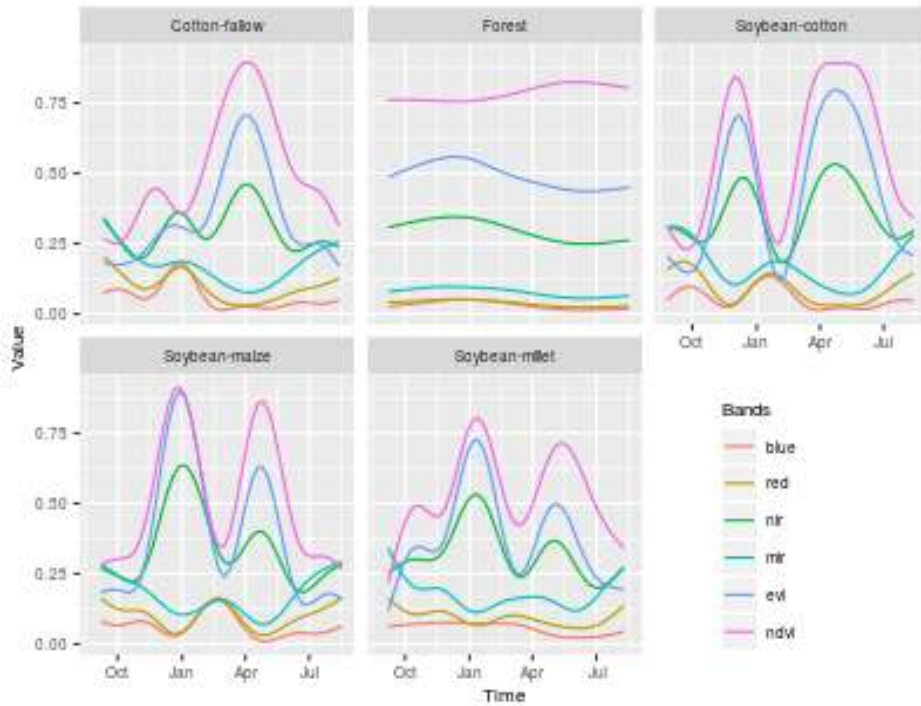 Cotton-fallow
Forest
Soybean-cotton
0.75
0.50
0.25
0.00
Oct Jan Apr Jul
Value
Soybean-maize
Soybean-millet
0.75
0.50
0.25
0.00
Oct Jan Apr Jul
Oct Jan Apr Jul
Time
Bands
blue
red
nir
mir
evi
ndvi